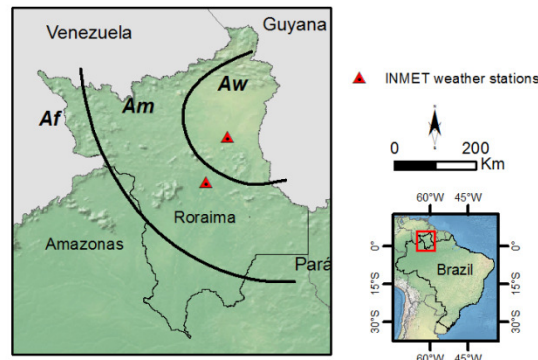 Venezuela
Guyana
Af
Am
Aw
Roraima
Amazonas
Pará
INMET weather stations
0
200
Km
60°W
45°W
0°
15°S
30°S
Brazil
0°
15°S
30°S
60°W
45°W